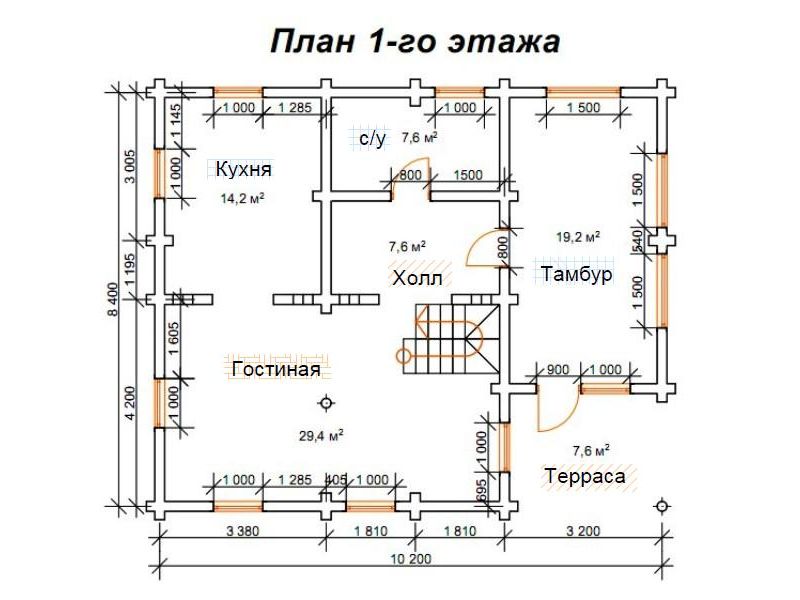 План 1-го этажа
1 000
1 285
1 000
1 500
1 145
с/у
7,6 м²
3 005
1 000
Кухня
800
1500
1 500
14,2 м²
7,6 м²
800
19,2 м²
540
Холл
Тамбур
1 195
8 400
1 500
1 605
Гостиная
900
1 000
1 000
4 200
29,4 м²
1 000
7,6 м²
Терраса
1 000
1 285
405
1 000
695
3 380
1 810
1 810
3 200
10 200